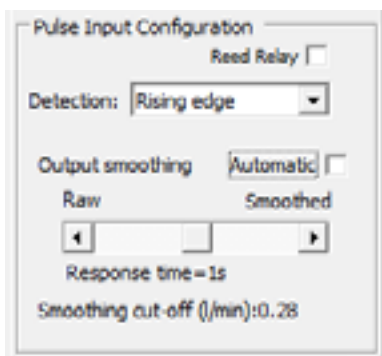 Pulse Input Configuration
Reed Relay
Detection: Rising edge
Output smoothing Automatic
Raw Smoothed
Response time=1s
Smoothing cut-off (l/min):0.28